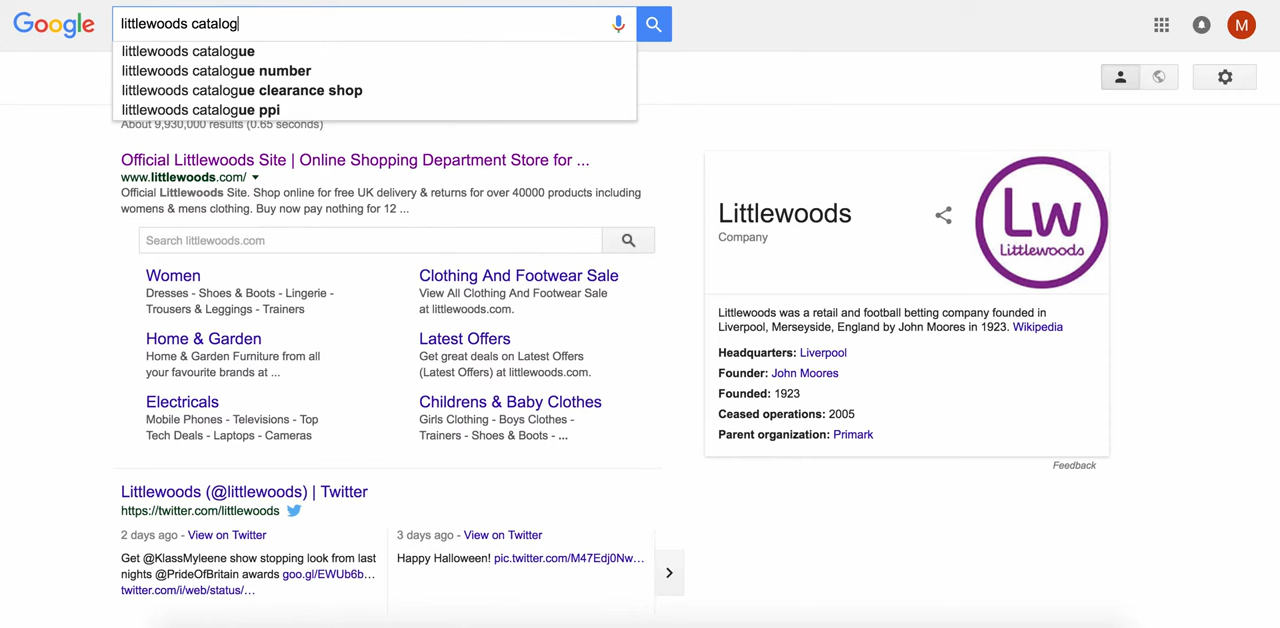 Google
littlewoods catalog
M
littlewoods catalogue
littlewoods catalogue number
littlewoods catalogue clearance shop
littlewoods catalogue ppi
About 9,930,000 results (0.65 seconds)
Official Littlewoods Site | Online Shopping Department Store for ...
www.littlewoods.com/
Official Littlewoods Site. Shop online for free UK delivery & returns for over 40000 products including
womens & mens clothing. Buy now pay nothing for 12 ...
Search littlewoods.com
Women
Dresses - Shoes & Boots - Lingerie -
Trousers & Leggings - Trainers
Clothing And Footwear Sale
View All Clothing And Footwear Sale
at littlewoods.com.
Home & Garden
Home & Garden Furniture from all
your favourite brands at ...
Latest Offers
Get great deals on Latest Offers
(Latest Offers) at littlewoods.com.
Electricals
Mobile Phones - Televisions - Top
Tech Deals - Laptops - Cameras
Childrens & Baby Clothes
Girls Clothing - Boys Clothes -
Trainers - Shoes & Boots - ...
Littlewoods (@littlewoods) | Twitter
https://twitter.com/littlewoods
2 days ago - View on Twitter
Get @KlassMyleene show stopping look from last
nights @PrideOfBritain awards goo.gl/EWUb6b...
twitter.com/i/web/status/...
3 days ago - View on Twitter
Happy Halloween! pic.twitter.com/M47Edj0Nw...
Littlewoods
Company
Lw
Littlewoods
Littlewoods was a retail and football betting company founded in
Liverpool, Merseyside, England by John Moores in 1923. Wikipedia
Headquarters: Liverpool
Founder: John Moores
Founded: 1923
Ceased operations: 2005
Parent organization: Primark
Feedback